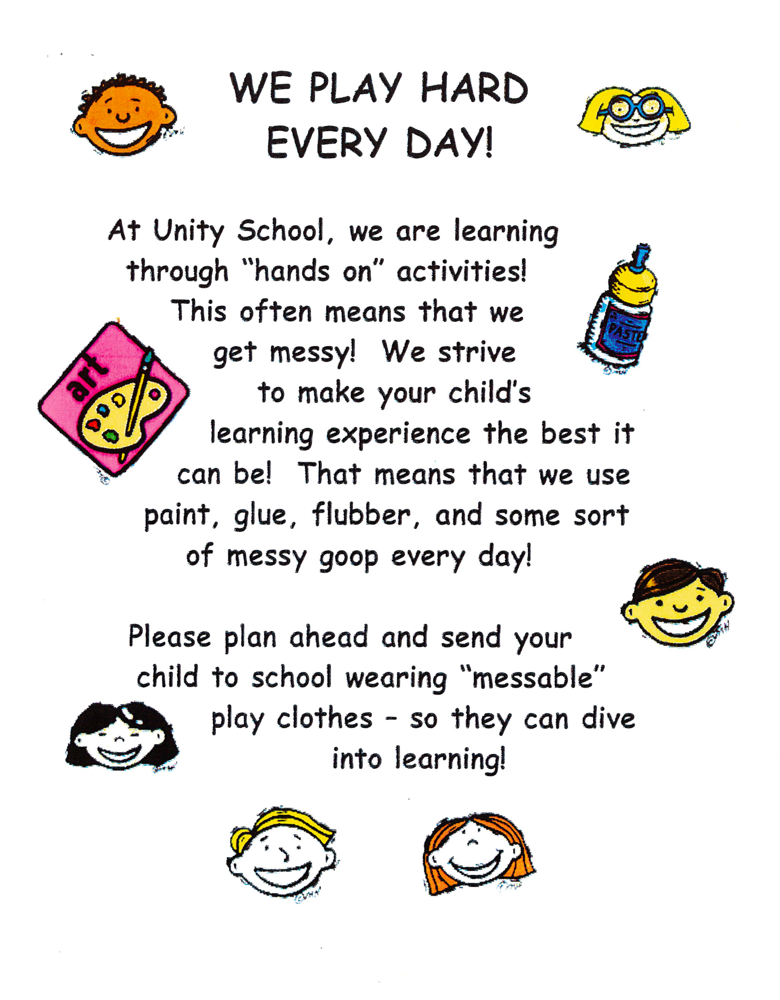 WE PLAY HARD
EVERY DAY!
At Unity School, we are learning
through “hands on” activities!
This often means that we
get messy!  We strive
to make your child’s
learning experience the best it
can be!  That means that we use
paint, glue, flubber, and some sort
of messy goop every day!
art
PASTE
Please plan ahead and send your
child to school wearing “messable”
play clothes – so they can dive
into learning!